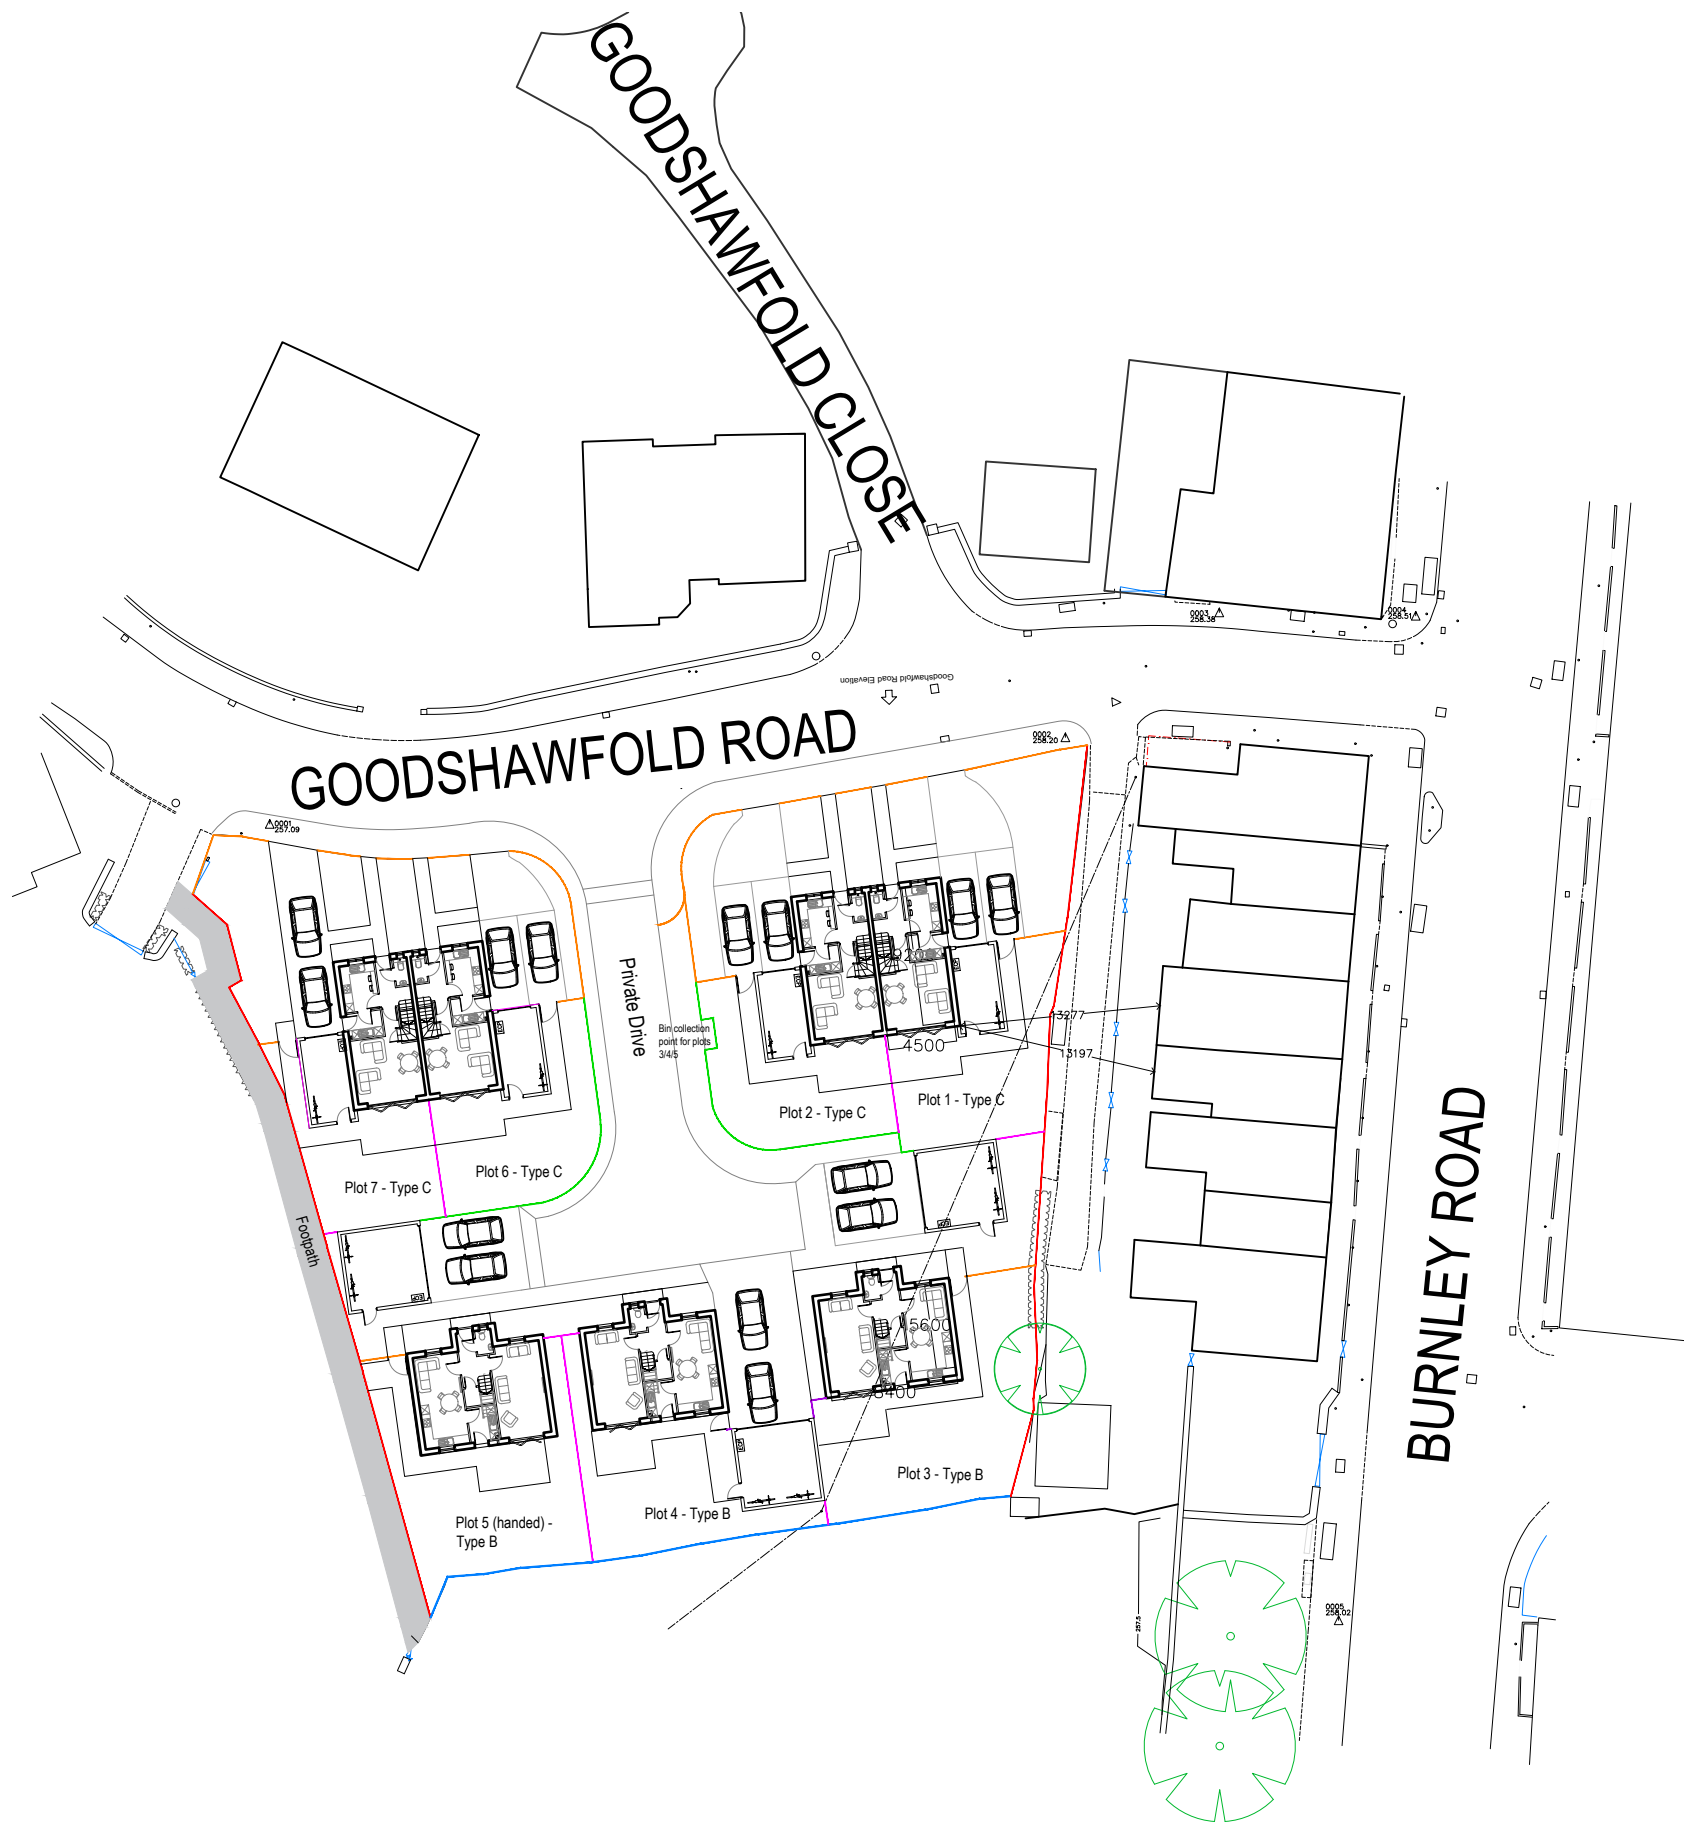 GOODSHAWFOLD CLOSE
0003
258.38
0004
258.51
Goodshawfold Road Elevation
GOODSHAWFOLD ROAD
0002
258.20
0001
257.09
Private Drive
Bin collection
point for plots
3/4/5
13277
4500
13197
Plot 2 - Type C
Plot 1 - Type C
Plot 6 - Type C
Plot 7 - Type C
Footpath
BURNLEY ROAD
5600
Plot 3 - Type B
Plot 4 - Type B
Plot 5 (handed) -
Type B
0005
258.02
257.5